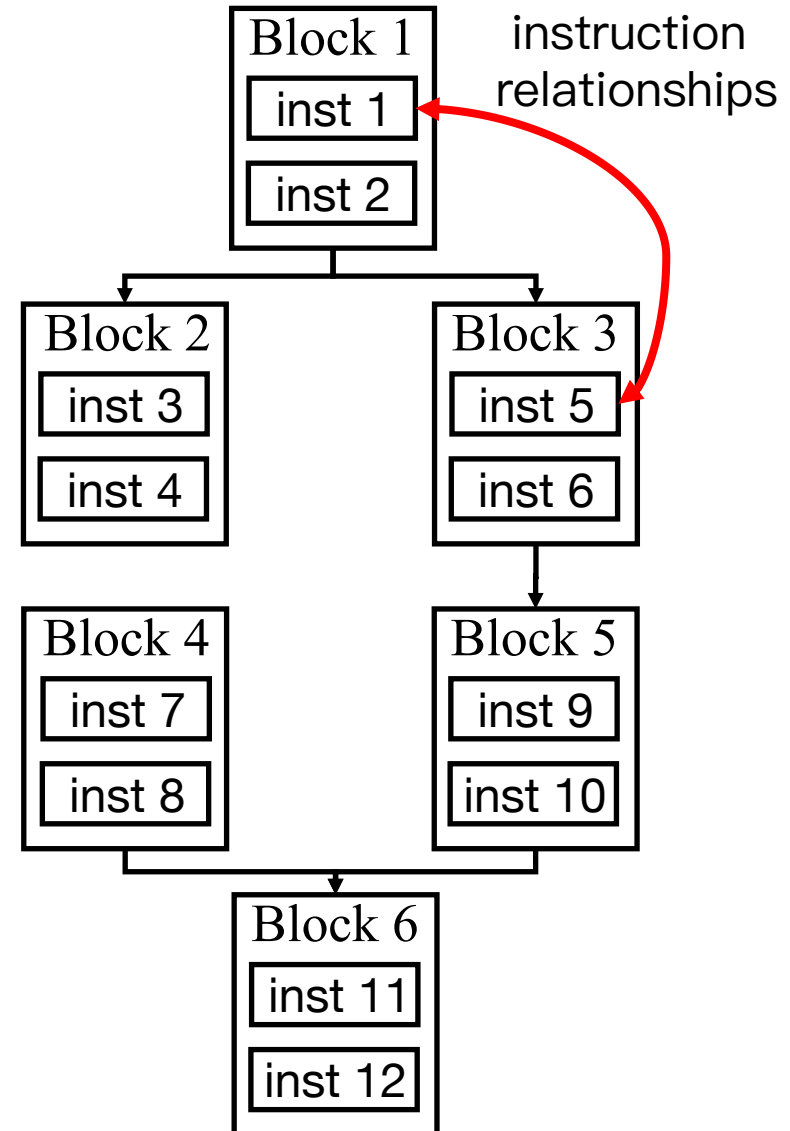 Block 1
instruction
relationships
inst 1
inst 2
Block 2
Block 3
inst 3
inst 5
inst 4
inst 6
Block 4
Block 5
inst 7
inst 9
inst 8
inst 10
Block 6
inst 11
inst 12